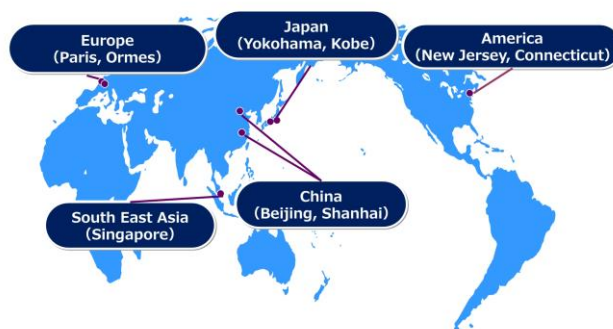 Europe
(Paris, Ormes)
Japan
(Yokohama, Kobe)
America
(New Jersey, Connecticut)
South East Asia
(Singapore)
China
(Beijing, Shanhai)